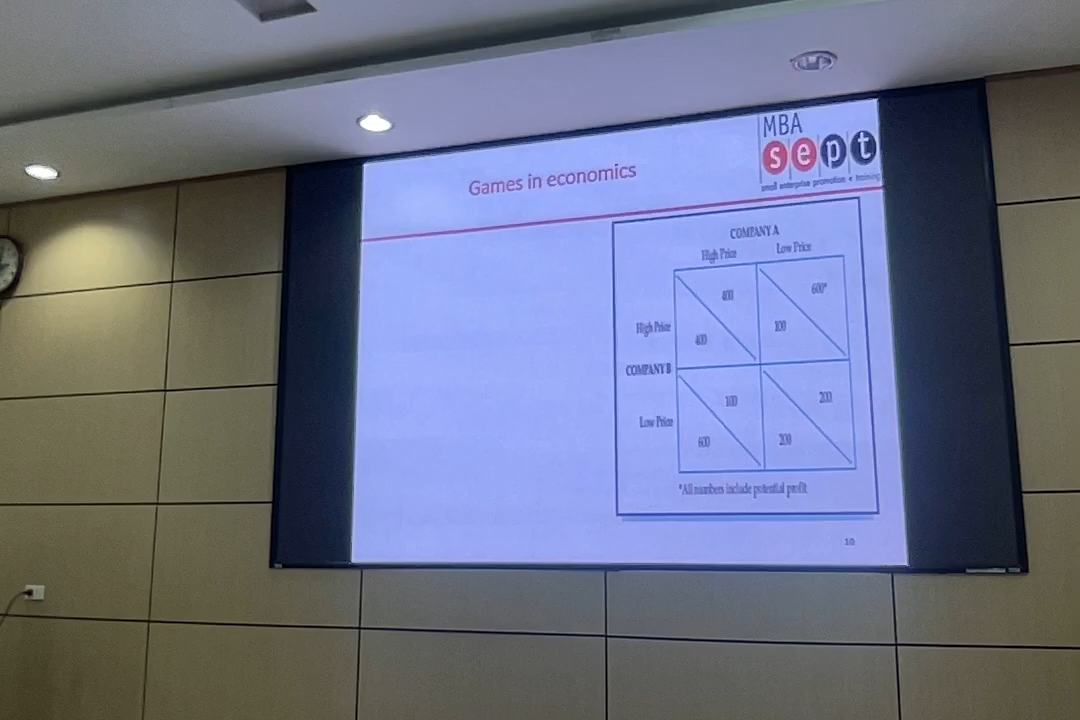 MBA
sept
small enterprise promotion + training
Games in economics
COMPANY A
High Price Low Price
400 600*
High Price 400 100
COMPANY B
100 200
Low Price 600 200
*All numbers include potential profit
10